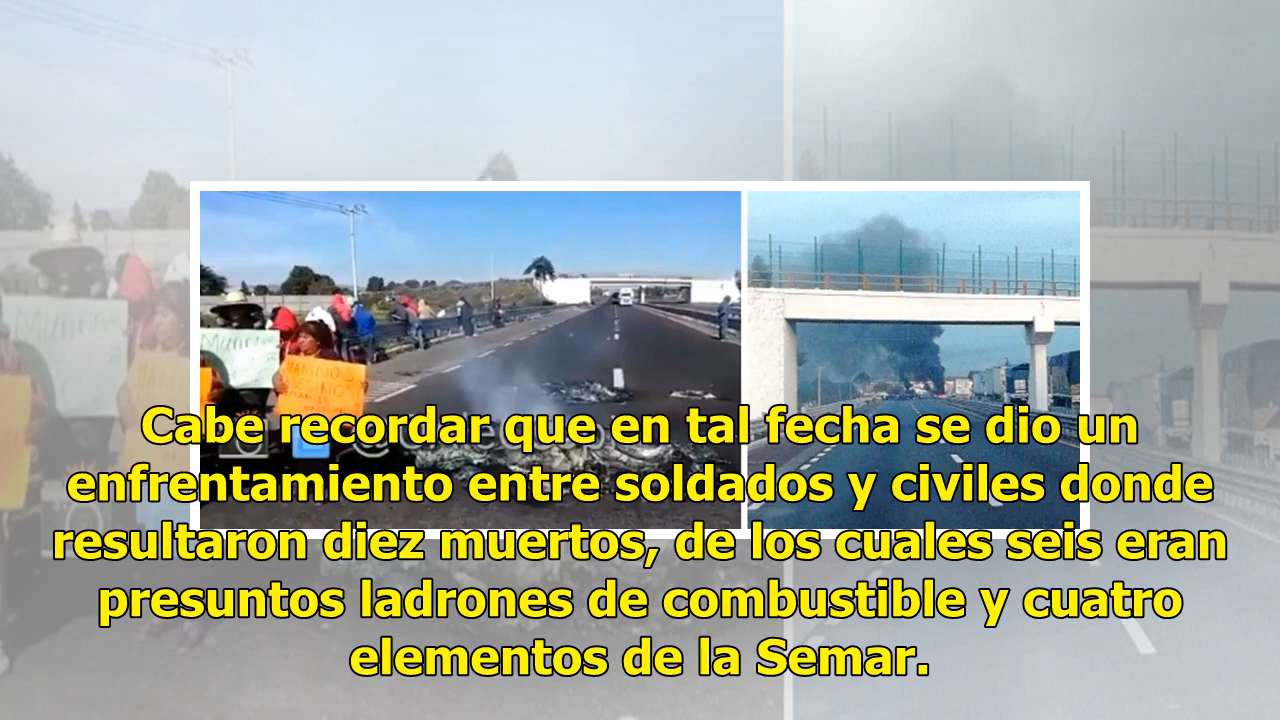 Cabe recordar que en tal fecha se dio un
enfrentamiento entre soldados y civiles donde
resultaron diez muertos, de los cuales seis eran
presuntos ladrones de combustible y cuatro
elementos de la Semar.